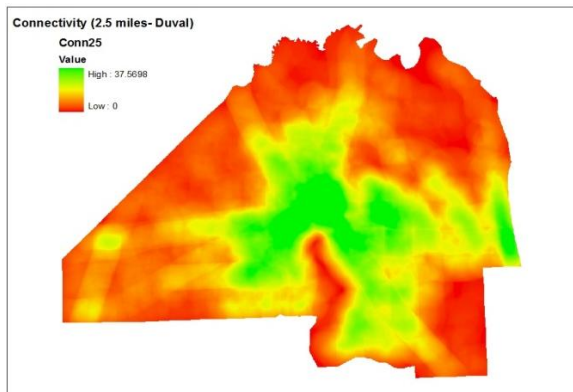 Connectivity (2.5 miles- Duval)
Conn25
Value
High : 37.5698
Low : 0